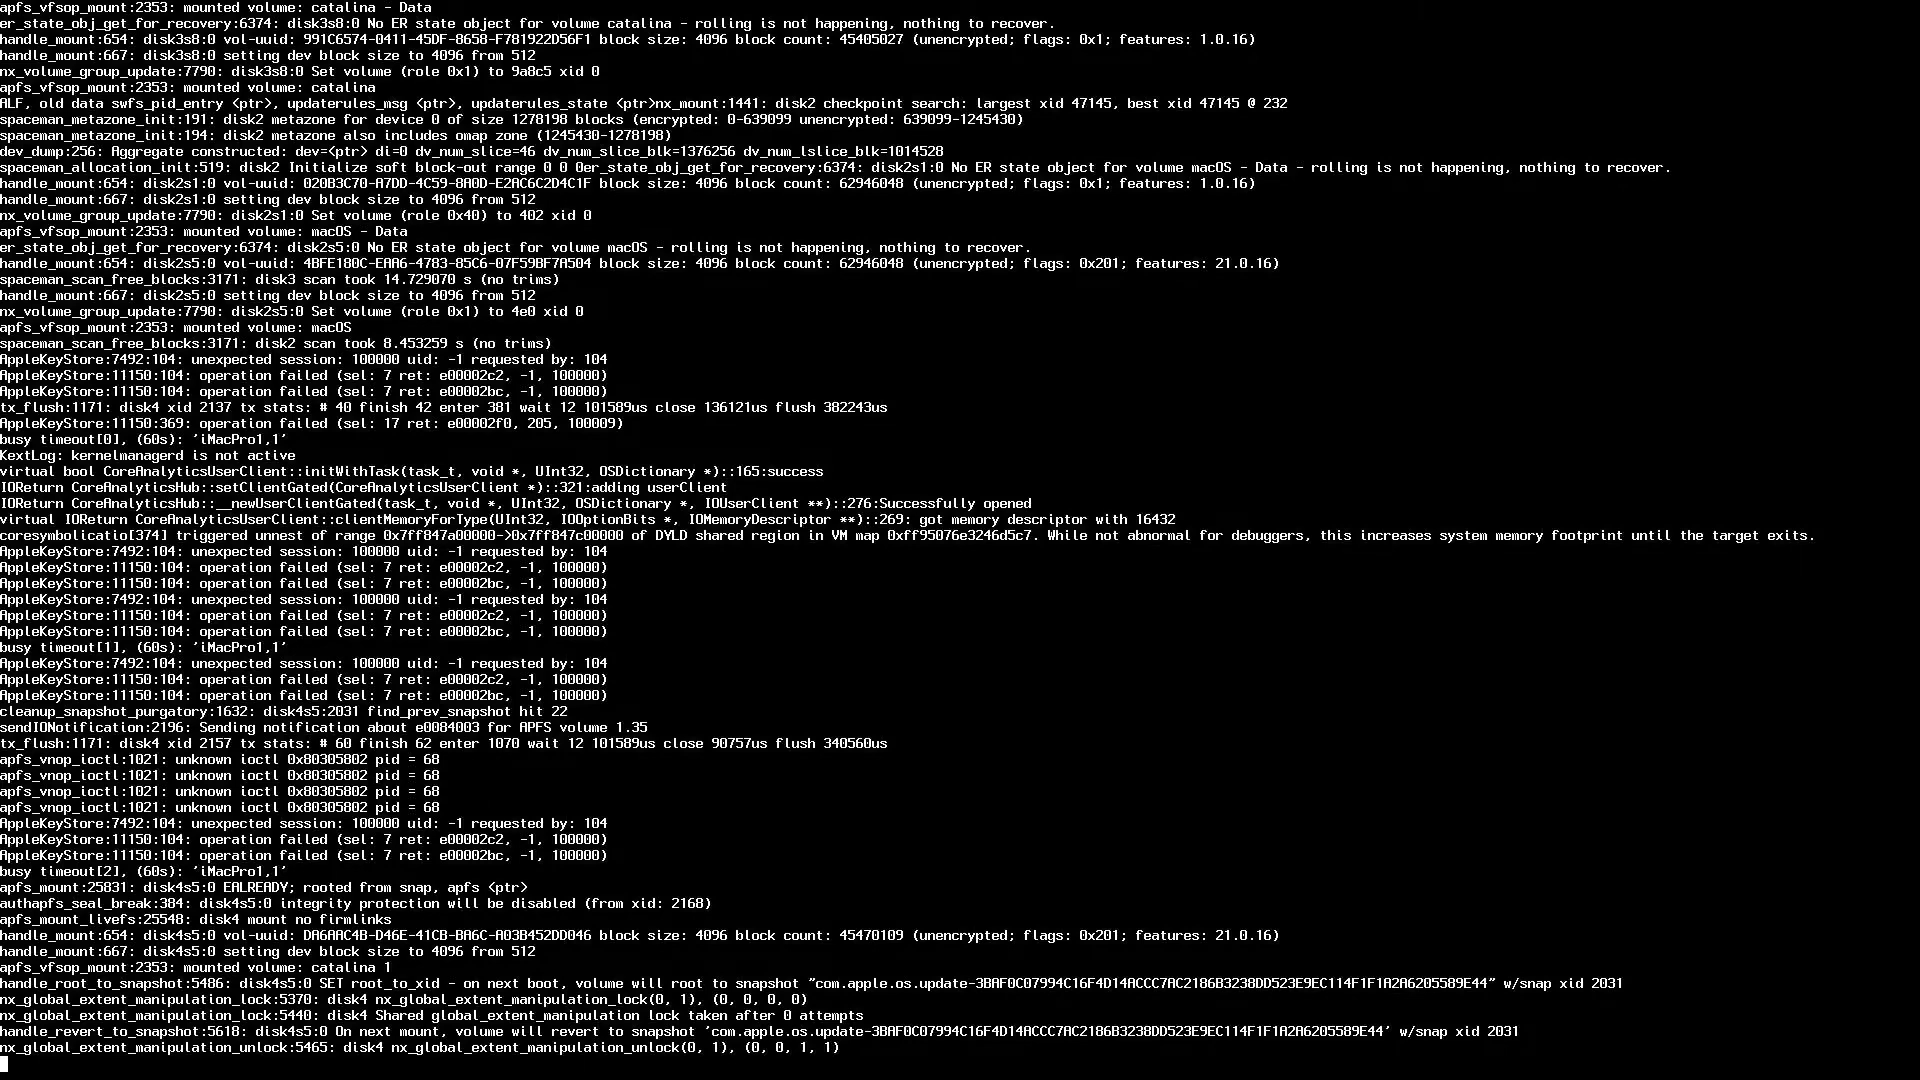 apfs_vfsop_mount:2353: mounted volume: catalina - Data
er_state_obj_get_for_recovery:6374: disk3s8:0 No ER state object for volume catalina - rolling is not happening, nothing to recover.
handle_mount:654: disk3s8:0 vol-uuid: 991C6574-0411-45DF-8658-F781922D56F1 block size: 4096 block count: 45405027 (unencrypted; flags: 0x1; features: 1.0.16)
handle_mount:667: disk3s8:0 setting dev block size to 4096 from 512
nx_volume_group_update:7790: disk3s8:0 Set volume (role 0x1) to 9a8c5 xid 0
apfs_vfsop_mount:2353: mounted volume: catalina
ALF, old data swfs_pid_entry <ptr>, updaterules_msg <ptr>, updaterules_state <ptr>nx_mount:1441: disk2 checkpoint search: largest xid 47145, best xid 47145 @ 232
spaceman_metazone_init:191: disk2 metazone for device 0 of size 1278198 blocks (encrypted: 0-639099 unencrypted: 639099-1245430)
spaceman_metazone_init:194: disk2 metazone also includes omap zone (1245430-1278198)
dev_dump:256: Aggregate constructed: dev=<ptr> di=0 dv_num_slice=46 dv_num_slice_blk=1376256 dv_num_lslice_blk=1014528
spaceman_allocation_init:519: disk2 Initialize soft block-out range 0 0 0er_state_obj_get_for_recovery:6374: disk2s1:0 No ER state object for volume macOS - Data - rolling is not happening, nothing to recover.
handle_mount:654: disk2s1:0 vol-uuid: 020B3C70-A7DD-4C59-8A0D-E2AC6C2D4C1F block size: 4096 block count: 62946048 (unencrypted; flags: 0x1; features: 1.0.16)
handle_mount:667: disk2s1:0 setting dev block size to 4096 from 512
nx_volume_group_update:7790: disk2s1:0 Set volume (role 0x40) to 402 xid 0
apfs_vfsop_mount:2353: mounted volume: macOS - Data
er_state_obj_get_for_recovery:6374: disk2s5:0 No ER state object for volume macOS - rolling is not happening, nothing to recover.
handle_mount:654: disk2s5:0 vol-uuid: 4BFE180C-EAA6-4783-85C6-07F59BF7A504 block size: 4096 block count: 62946048 (unencrypted; flags: 0x201; features: 21.0.16)
spaceman_scan_free_blocks:3171: disk3 scan took 14.729070 s (no trims)
handle_mount:667: disk2s5:0 setting dev block size to 4096 from 512
nx_volume_group_update:7790: disk2s5:0 Set volume (role 0x1) to 4e0 xid 0
apfs_vfsop_mount:2353: mounted volume: macOS
spaceman_scan_free_blocks:3171: disk2 scan took 8.453259 s (no trims)
AppleKeyStore:7492:104: unexpected session: 100000 uid: -1 requested by: 104
AppleKeyStore:11150:104: operation failed (sel: 7 ret: e00002c2, -1, 100000)
AppleKeyStore:11150:104: operation failed (sel: 7 ret: e00002bc, -1, 100000)
tx_flush:1171: disk4 xid 2137 tx stats: # 40 finish 42 enter 381 wait 12 101589us close 136121us flush 382243us
AppleKeyStore:11150:369: operation failed (sel: 17 ret: e00002f0, 205, 100009)
busy timeout[0], (60s): 'iMacPro1,1'
KextLog: kernelmanagerd is not active
virtual bool CoreAnalyticsUserClient::initWithTask(task_t, void *, UInt32, OSDictionary *)::165:success
IOReturn CoreAnalyticsHub::setClientGated(CoreAnalyticsUserClient *)::321:adding userClient
IOReturn CoreAnalyticsHub::__newUserClientGated(task_t, void *, UInt32, OSDictionary *, IOUserClient **)::276:Successfully opened
virtual IOReturn CoreAnalyticsUserClient::clientMemoryForType(UInt32, IOOptionBits *, IOMemoryDescriptor **)::269: got memory descriptor with 16432
coresymbolicatio[374] triggered unnest of range 0x7ff847a00000->0x7ff847c00000 of DYLD shared region in VM map 0xff95076e3246d5c7. While not abnormal for debuggers, this increases system memory footprint until the target exits.
AppleKeyStore:7492:104: unexpected session: 100000 uid: -1 requested by: 104
AppleKeyStore:11150:104: operation failed (sel: 7 ret: e00002c2, -1, 100000)
AppleKeyStore:11150:104: operation failed (sel: 7 ret: e00002bc, -1, 100000)
AppleKeyStore:7492:104: unexpected session: 100000 uid: -1 requested by: 104
AppleKeyStore:11150:104: operation failed (sel: 7 ret: e00002c2, -1, 100000)
AppleKeyStore:11150:104: operation failed (sel: 7 ret: e00002bc, -1, 100000)
busy timeout[1], (60s): 'iMacPro1,1'
AppleKeyStore:7492:104: unexpected session: 100000 uid: -1 requested by: 104
AppleKeyStore:11150:104: operation failed (sel: 7 ret: e00002c2, -1, 100000)
AppleKeyStore:11150:104: operation failed (sel: 7 ret: e00002bc, -1, 100000)
cleanup_snapshot_purgatory:1632: disk4s5:2031 find_prev_snapshot hit 22
sendIONotification:2196: Sending notification about e0084003 for APFS volume 1.35
tx_flush:1171: disk4 xid 2157 tx stats: # 60 finish 62 enter 1070 wait 12 101589us close 90757us flush 340560us
apfs_vnop_ioctl:1021: unknown ioctl 0x80305802 pid = 68
apfs_vnop_ioctl:1021: unknown ioctl 0x80305802 pid = 68
apfs_vnop_ioctl:1021: unknown ioctl 0x80305802 pid = 68
apfs_vnop_ioctl:1021: unknown ioctl 0x80305802 pid = 68
AppleKeyStore:7492:104: unexpected session: 100000 uid: -1 requested by: 104
AppleKeyStore:11150:104: operation failed (sel: 7 ret: e00002c2, -1, 100000)
AppleKeyStore:11150:104: operation failed (sel: 7 ret: e00002bc, -1, 100000)
busy timeout[2], (60s): 'iMacPro1,1'
apfs_mount:25831: disk4s5:0 EALREADY; rooted from snap, apfs <ptr>
authapfs_seal_break:384: disk4s5:0 integrity protection will be disabled (from xid: 2168)
apfs_mount_livefs:25548: disk4 mount no firmlinks
handle_mount:654: disk4s5:0 vol-uuid: DA6AAC4B-D46E-41CB-BA6C-A03B452DD046 block size: 4096 block count: 45470109 (unencrypted; flags: 0x201; features: 21.0.16)
handle_mount:667: disk4s5:0 setting dev block size to 4096 from 512
apfs_vfsop_mount:2353: mounted volume: catalina 1
handle_root_to_snapshot:5486: disk4s5:0 SET root_to_xid - on next boot, volume will root to snapshot "com.apple.os.update-3BAF0C07994C16F4D14ACCC7AC2186B3238DD523E9EC114F1F1A2A6205589E44" w/snap xid 2031
nx_global_extent_manipulation_lock:5370: disk4 nx_global_extent_manipulation_lock(0, 1), (0, 0, 0, 0)
nx_global_extent_manipulation_lock:5440: disk4 Shared global_extent_manipulation lock taken after 0 attempts
handle_revert_to_snapshot:5618: disk4s5:0 On next mount, volume will revert to snapshot 'com.apple.os.update-3BAF0C07994C16F4D14ACCC7AC2186B3238DD523E9EC114F1F1A2A6205589E44' w/snap xid 2031
nx_global_extent_manipulation_unlock:5465: disk4 nx_global_extent_manipulation_unlock(0, 1), (0, 0, 1, 1)